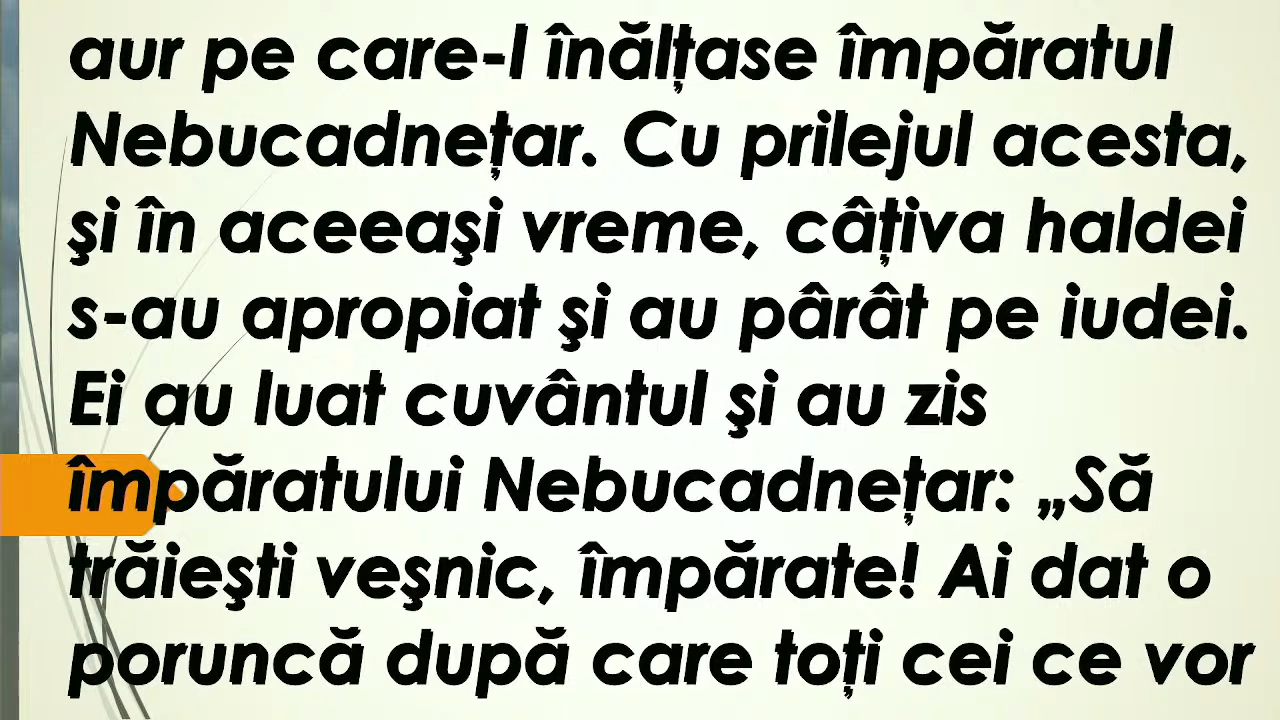 aur pe care-l înălțase împăratul
Nebucadnețar. Cu prilejul acesta,
şi în aceeaşi vreme, câțiva haldei
s-au apropiat şi au pârât pe iudei.
Ei au luat cuvântul şi au zis
împăratului Nebucadnețar: „Să
trăieşti veşnic, împărate! Ai dat o
poruncă după care toți cei ce vor